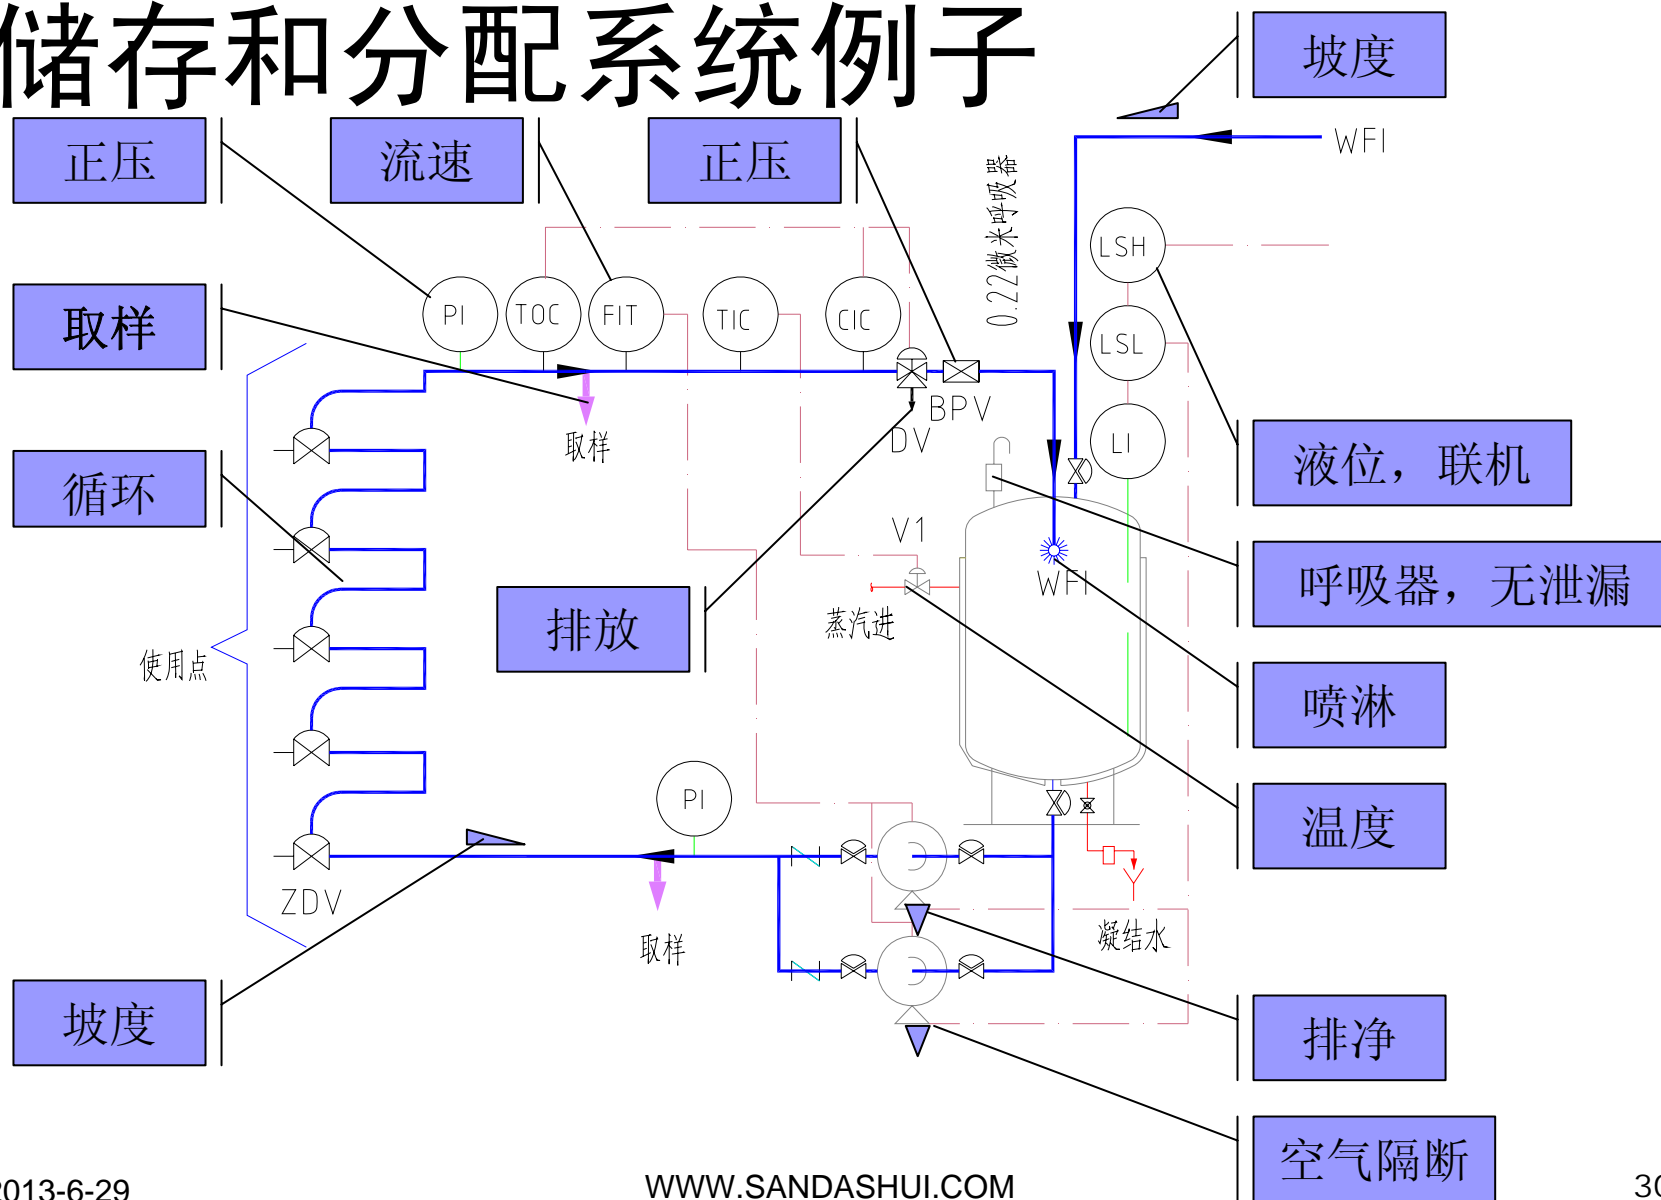 储存和分配系统例子
坡度
正压
流速
正压
WFI
0.22微米呼吸器
LSH
取样
PI
TOC
FIT
TIC
CIC
LSL
BPV
DV
取样
LI
循环
液位，联机
V1
呼吸器，无泄漏
WFI
排放
蒸汽进
使用点
喷淋
PI
温度
ZDV
取样
凝结水
坡度
排净
空气隔断
2013-6-29
WWW.SANDASHUI.COM